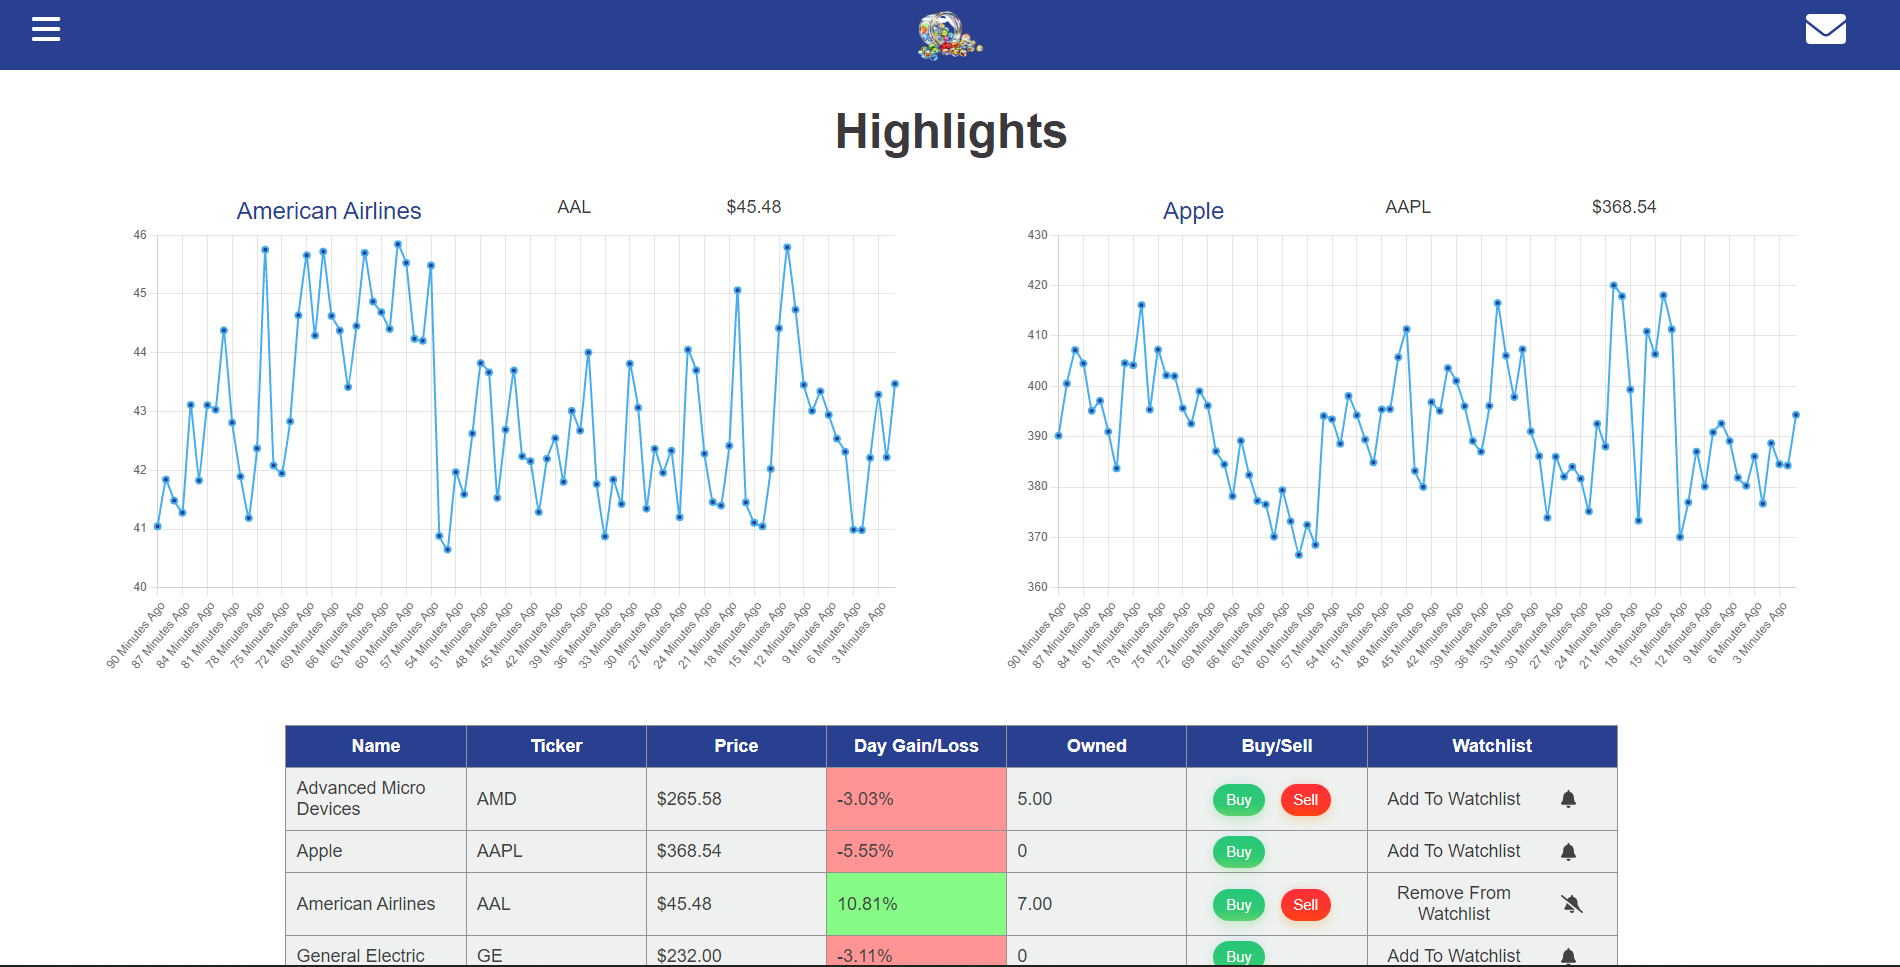 Highlights
American Airlines AAL $45.48
46
45
44
43
42
41
40
90 Minutes Ago
87 Minutes Ago
84 Minutes Ago
81 Minutes Ago
78 Minutes Ago
75 Minutes Ago
72 Minutes Ago
69 Minutes Ago
66 Minutes Ago
63 Minutes Ago
60 Minutes Ago
57 Minutes Ago
54 Minutes Ago
51 Minutes Ago
48 Minutes Ago
45 Minutes Ago
42 Minutes Ago
39 Minutes Ago
36 Minutes Ago
33 Minutes Ago
30 Minutes Ago
27 Minutes Ago
24 Minutes Ago
21 Minutes Ago
18 Minutes Ago
15 Minutes Ago
12 Minutes Ago
9 Minutes Ago
6 Minutes Ago
3 Minutes Ago
Apple AAPL $368.54
430
420
410
400
390
380
370
360
90 Minutes Ago
87 Minutes Ago
84 Minutes Ago
81 Minutes Ago
78 Minutes Ago
75 Minutes Ago
72 Minutes Ago
69 Minutes Ago
66 Minutes Ago
63 Minutes Ago
60 Minutes Ago
57 Minutes Ago
54 Minutes Ago
51 Minutes Ago
48 Minutes Ago
45 Minutes Ago
42 Minutes Ago
39 Minutes Ago
36 Minutes Ago
33 Minutes Ago
30 Minutes Ago
27 Minutes Ago
24 Minutes Ago
21 Minutes Ago
18 Minutes Ago
15 Minutes Ago
12 Minutes Ago
9 Minutes Ago
6 Minutes Ago
3 Minutes Ago
Name Ticker Price Day Gain/Loss Owned Buy/Sell Watchlist
Advanced Micro
Devices AMD $265.58 -3.03% 5.00 Buy Sell Add To Watchlist
Apple AAPL $368.54 -5.55% 0 Buy Add To Watchlist
American Airlines AAL $45.48 10.81% 7.00 Buy Sell Remove From
Watchlist
General Electric GE $232.00 -3.11% 0 Buy Add To Watchlist